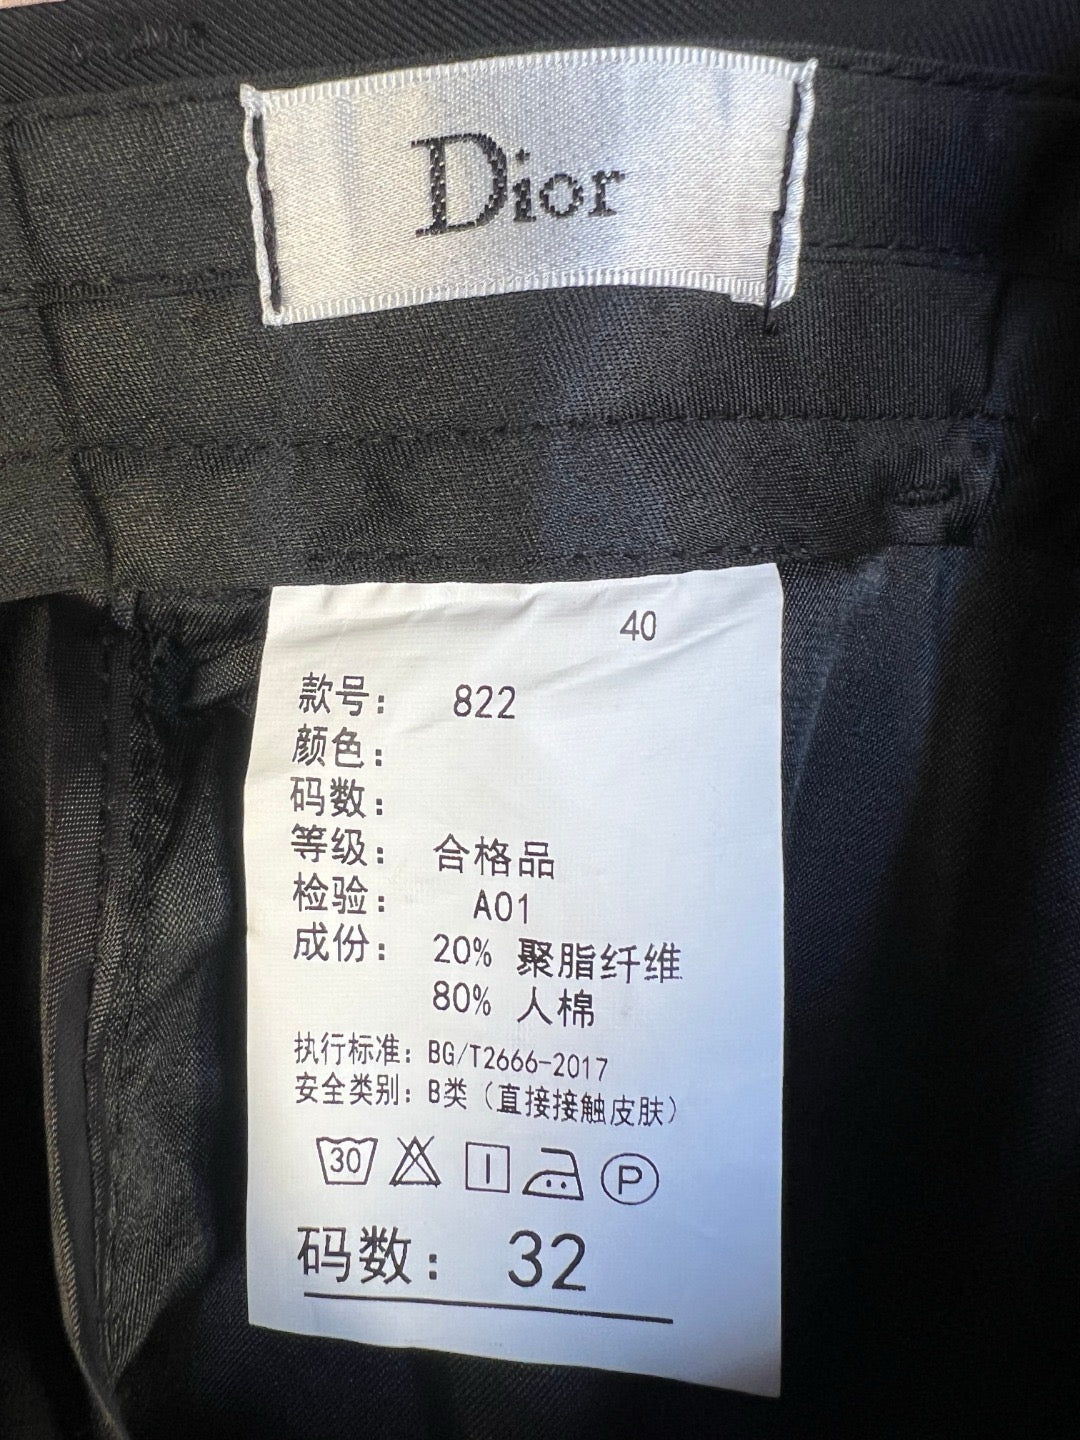 Dior
40
款号： 822
颜色：
码数：
等级： 合格品
检验： A01
成份： 20% 聚脂纤维
80% 人棉
执行标准：BG/T2666-2017
安全类别：B类（直接接触皮肤）
30 P
码数： 32